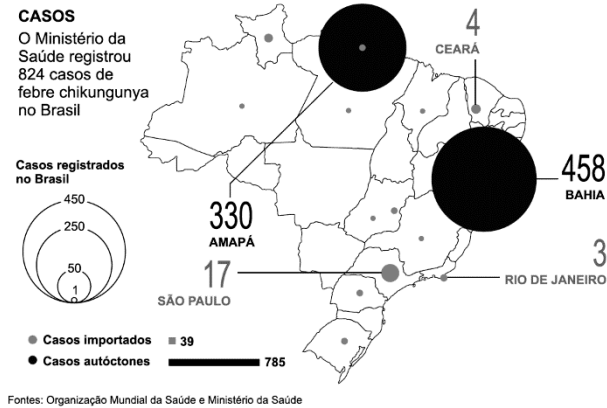 CASOS
O Ministério da
Saúde registrou
824 casos de
febre chikungunya
no Brasil
4
CEARÁ
Casos registrados
no Brasil
450
250
50
1
0
330
AMAPÁ
458
BAHIA
17
SÃO PAULO
3
RIO DE JANEIRO
Casos importados 39
Casos autóctones 785
Fontes: Organização Mundial da Saúde e Ministério da Saúde